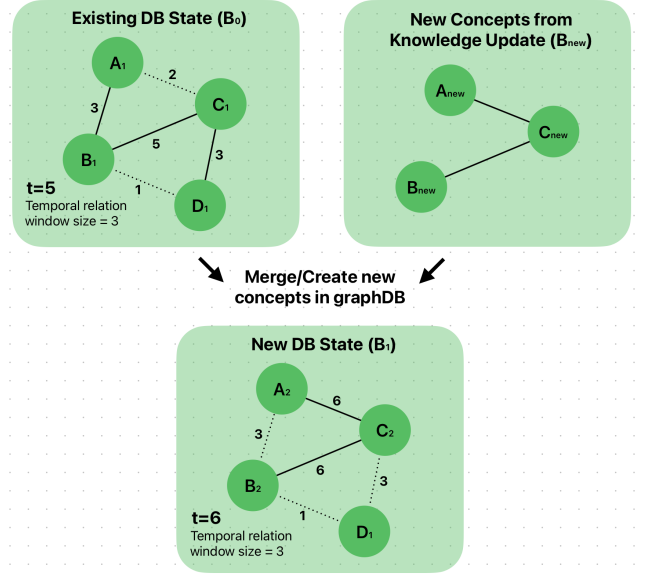 Existing DB State (B₀)
A₁
2
C₁
3
5
B₁
3
1
D₁
t=5
Temporal relation
window size = 3
New Concepts from
Knowledge Update (Bₙₑw)
Aₙₑw
Cₙₑw
Bₙₑw
Merge/Create new
concepts in graphDB
New DB State (B₁)
A₂
6
C₂
3
6
B₂
3
1
D₁
t=6
Temporal relation
window size = 3